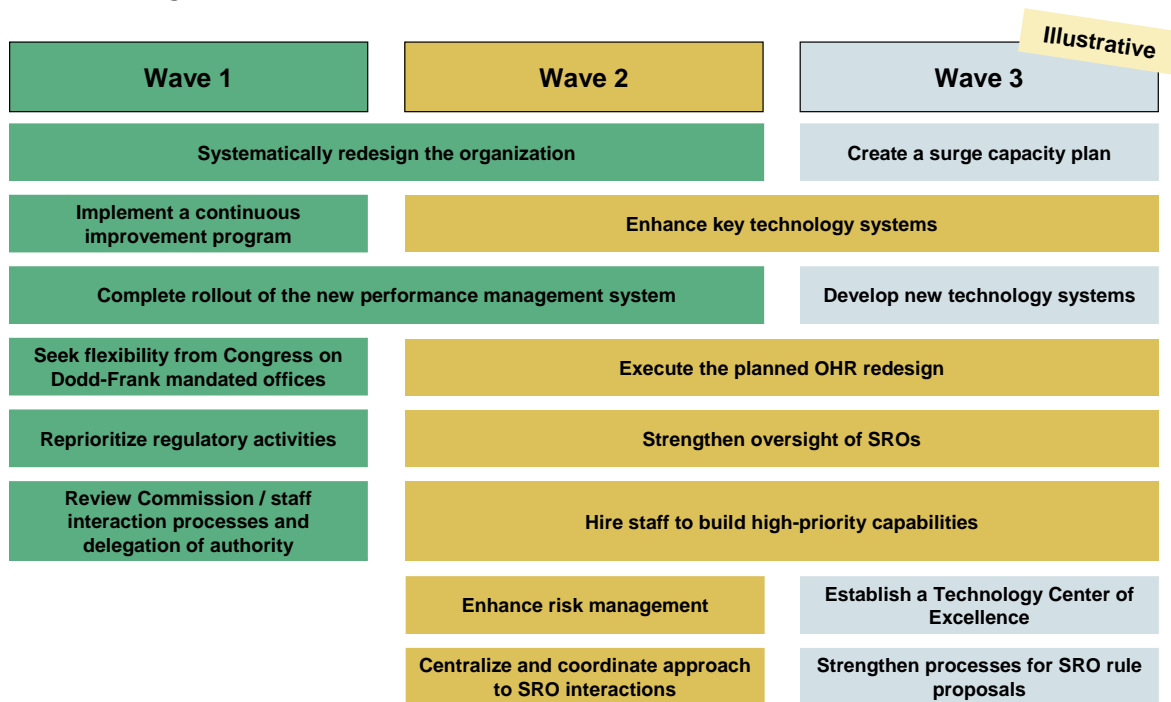 Illustrative
Wave 1
Wave 2
Wave 3
Systematically redesign the organization
Create a surge capacity plan
Implement a continuous
improvement program
Enhance key technology systems
Complete rollout of the new performance management system
Develop new technology systems
Seek flexibility from Congress on
Dodd-Frank mandated offices
Execute the planned OHR redesign
Reprioritize regulatory activities
Strengthen oversight of SROs
Review Commission / staff
interaction processes and
delegation of authority
Hire staff to build high-priority capabilities
Enhance risk management
Establish a Technology Center of
Excellence
Centralize and coordinate approach
to SRO interactions
Strengthen processes for SRO rule
proposals